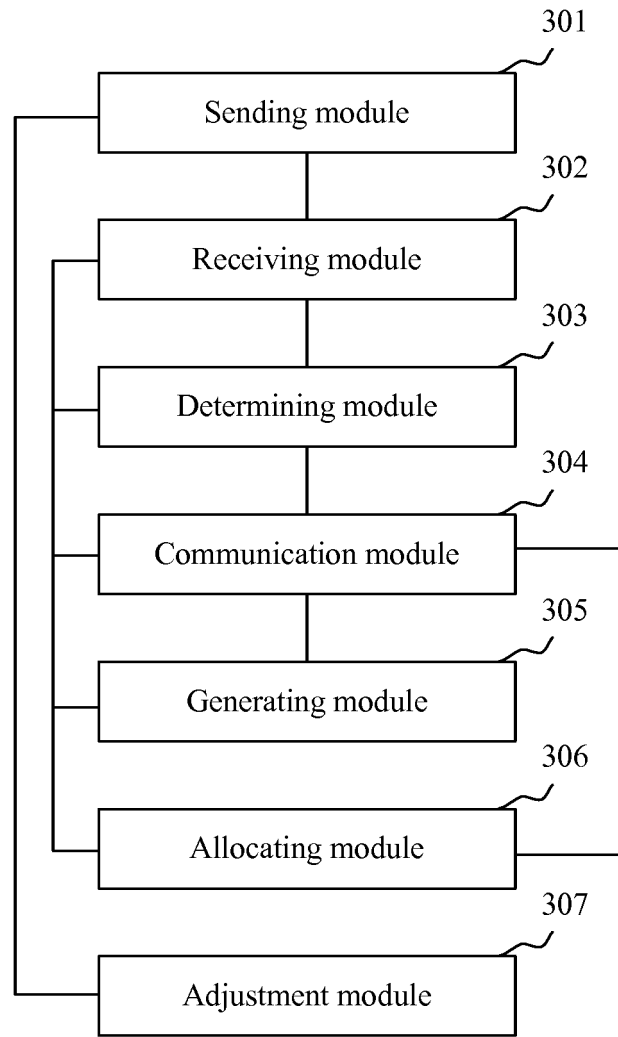 301
Sending module
302
Receiving module
303
Determining module
304
Communication module
305
Generating module
306
Allocating module
307
Adjustment module